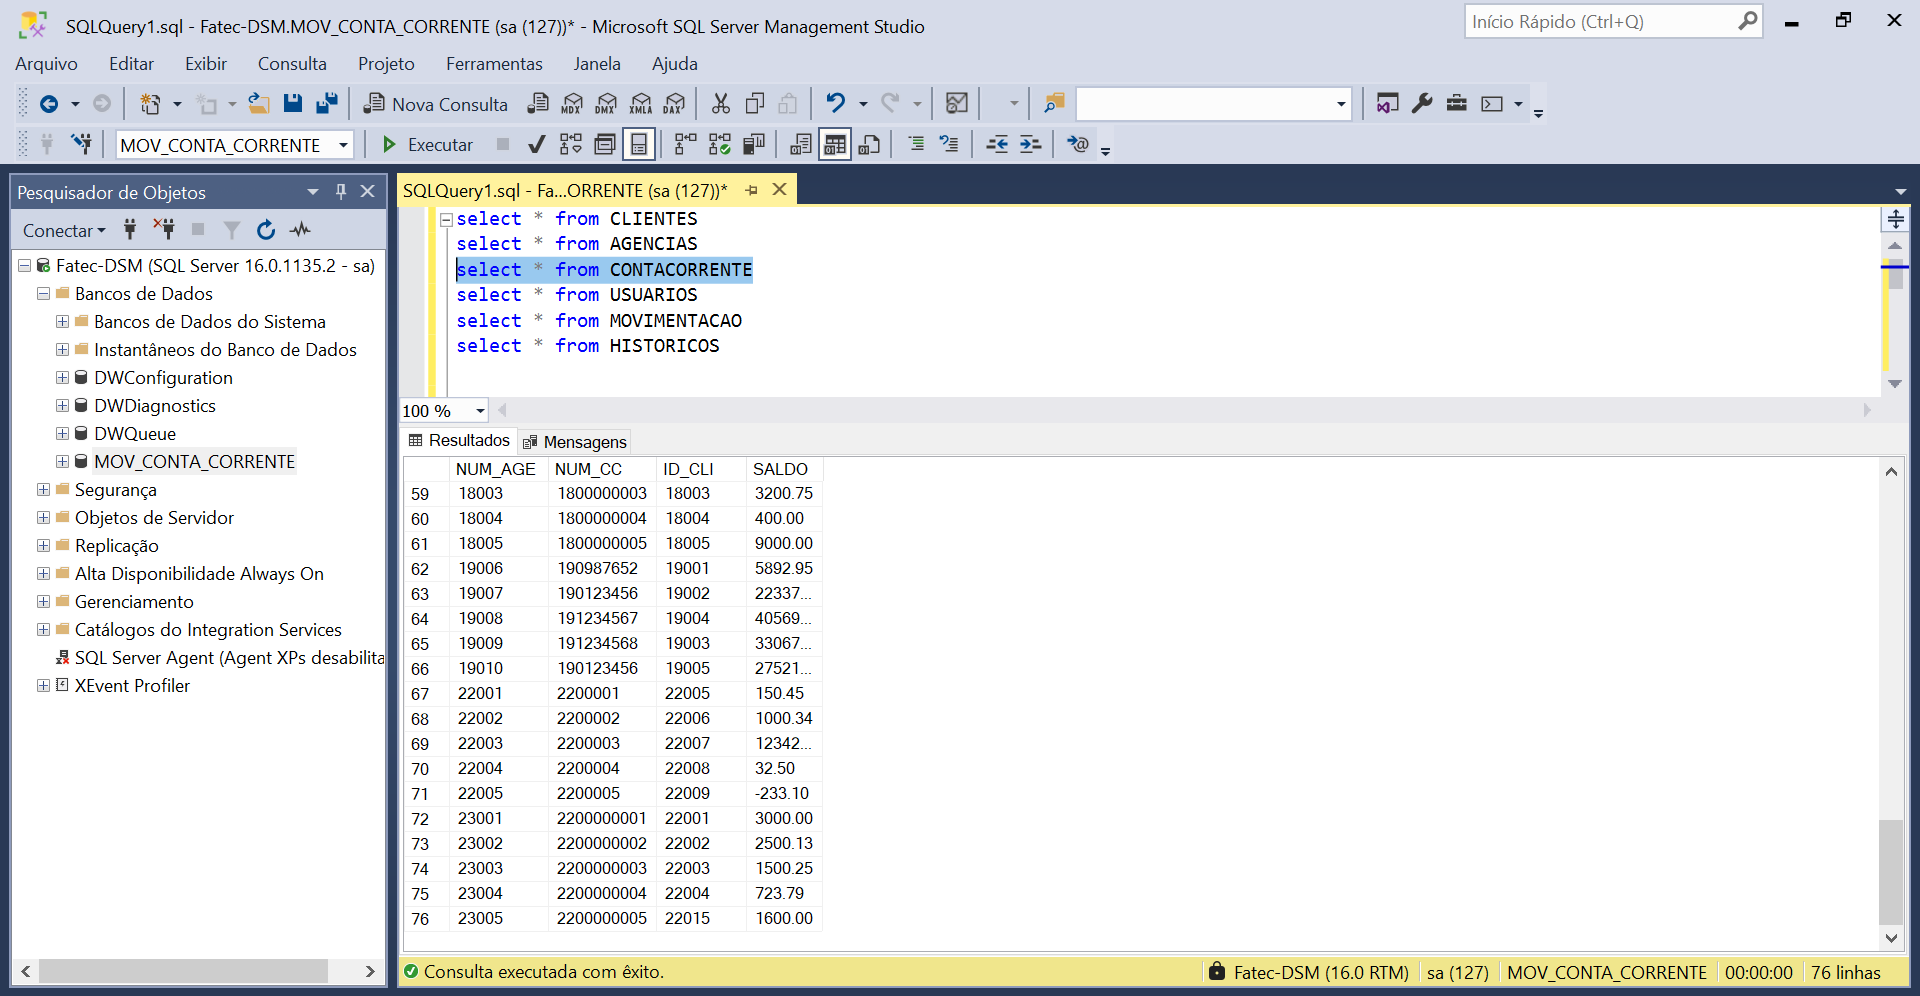 SQLQuery1.sql - Fatec-DSM.MOV_CONTA_CORRENTE (sa (127))* - Microsoft SQL Server Management Studio
Início Rápido (Ctrl+Q)
Arquivo Editar Exibir Consulta Projeto Ferramentas Janela Ajuda
Nova Consulta MDX DMX XMLA DAX
MOV_CONTA_CORRENTE Executar
Pesquisador de Objetos
Conectar
Fatec-DSM (SQL Server 16.0.1135.2 - sa)
Bancos de Dados
Bancos de Dados do Sistema
Instantâneos do Banco de Dados
DWConfiguration
DWDiagnostics
DWQueue
MOV_CONTA_CORRENTE
Segurança
Objetos de Servidor
Replicação
Alta Disponibilidade Always On
Gerenciamento
Catálogos do Integration Services
SQL Server Agent (Agent XPs desabilita
XEvent Profiler
SQLQuery1.sql - Fa...ORRENTE (sa (127))*
select * from CLIENTES
select * from AGENCIAS
select * from CONTACORRENTE
select * from USUARIOS
select * from MOVIMENTACAO
select * from HISTORICOS
100 %
Resultados Mensagens
NUM_AGE NUM_CC ID_CLI SALDO
59 18003 1800000003 18003 3200.75
60 18004 1800000004 18004 400.00
61 18005 1800000005 18005 9000.00
62 19006 190987652 19001 5892.95
63 19007 190123456 19002 22337...
64 19008 191234567 19004 40569...
65 19009 191234568 19003 33067...
66 19010 190123456 19005 27521...
67 22001 2200001 22005 150.45
68 22002 2200002 22006 1000.34
69 22003 2200003 22007 12342...
70 22004 2200004 22008 32.50
71 22005 2200005 22009 -233.10
72 23001 2200000001 22001 3000.00
73 23002 2200000002 22002 2500.13
74 23003 2200000003 22003 1500.25
75 23004 2200000004 22004 723.79
76 23005 2200000005 22015 1600.00
Consulta executada com êxito. Fatec-DSM (16.0 RTM) sa (127) MOV_CONTA_CORRENTE 00:00:00 76 linhas